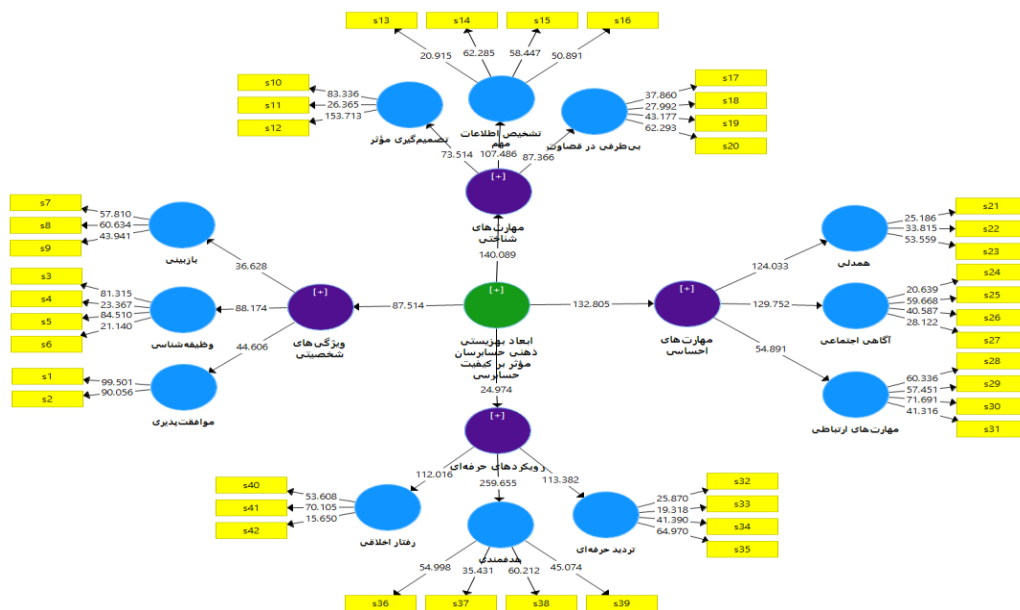 s13
s14
s15
s16
20.915
62.285
58.447
50.891
s10
s11
s12
83.336
26.365
153.713
تصمیم‌گیری مؤثر
تشخیص اطلاعات
مهم
بی‌طرفی در قضاوت
37.860
27.992
43.177
62.293
s17
s18
s19
s20
73.514
107.486
87.366
[+]
مهارت‌های
شناختی
140.089
s7
s8
s9
57.810
60.634
43.941
بازبینی
36.628
s3
s4
s5
s6
81.315
23.367
84.510
21.140
وظیفه‌شناسی
88.174
s1
s2
99.501
90.056
موافقت‌پذیری
44.606
[+]
ویژگی‌های
شخصیتی
87.514
[+]
ابعاد بهزیستی
ذهنی حسابرسان
مؤثر بر کیفیت
حسابرسی
132.805
[+]
مهارت‌های
احساسی
124.033
همدلی
25.186
33.815
53.559
s21
s22
s23
129.752
آگاهی اجتماعی
20.639
59.668
40.587
28.122
s24
s25
s26
s27
54.891
مهارت‌های ارتباطی
60.336
57.451
71.691
41.316
s28
s29
s30
s31
24.974
[+]
رویکردهای حرفه‌ای
112.016
259.655
113.382
s40
s41
s42
53.608
70.105
15.650
رفتار اخلاقی
هدفمندی
تردید حرفه‌ای
25.870
19.318
41.390
64.970
s32
s33
s34
s35
54.998
35.431
60.212
45.074
s36
s37
s38
s39